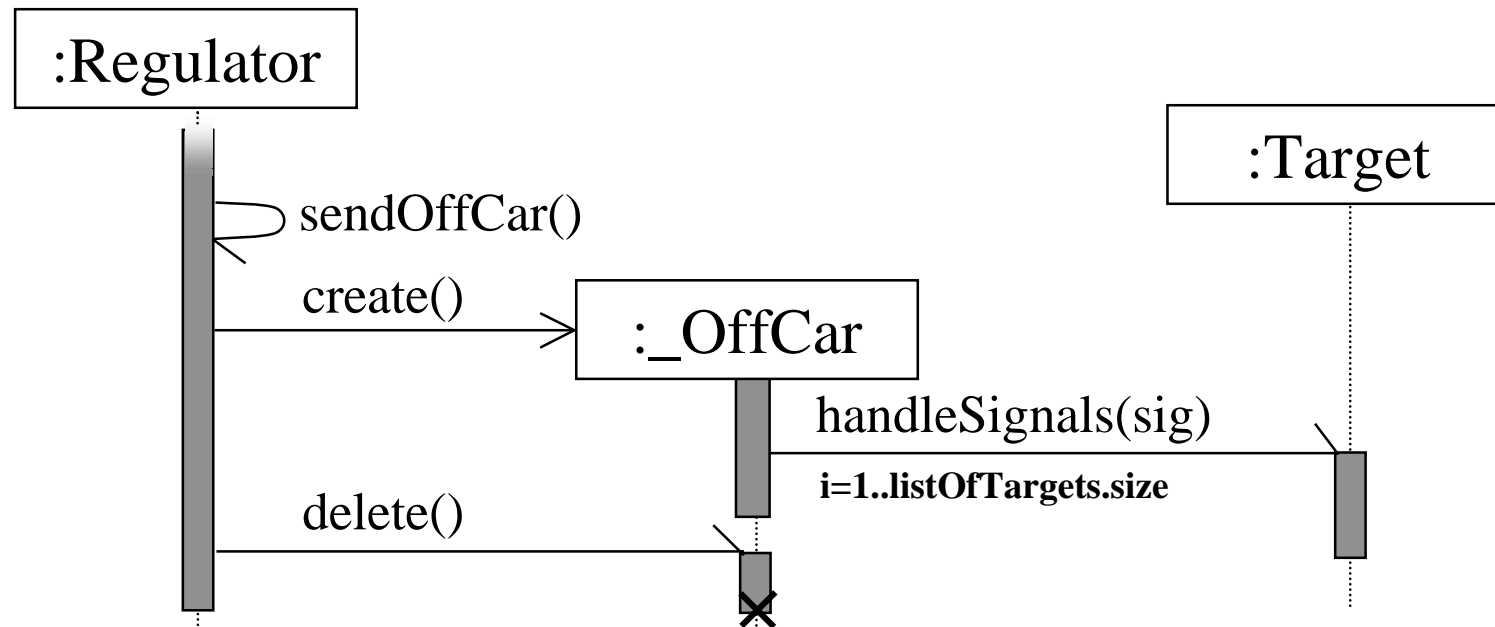 :Regulator
:Target
sendOffCar()
create()
:_OffCar
handleSignals(sig)
i=1..listOfTargets.size
delete()